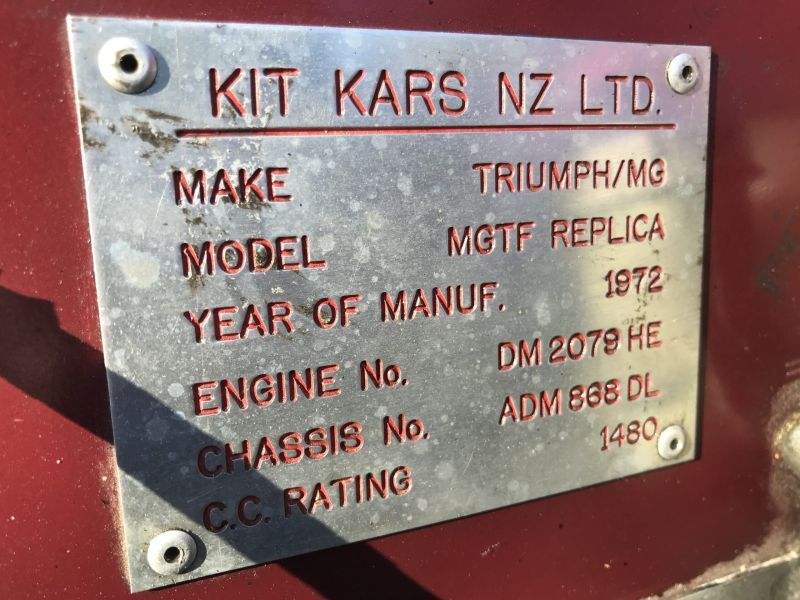 KIT KARS NZ LTD.
MAKE TRIUMPH/MG
MODEL MGTF REPLICA
YEAR OF MANUF. 1972
ENGINE No. DM 2079 HE
CHASSIS No. ADM 868 DL
C.C. RATING 1480